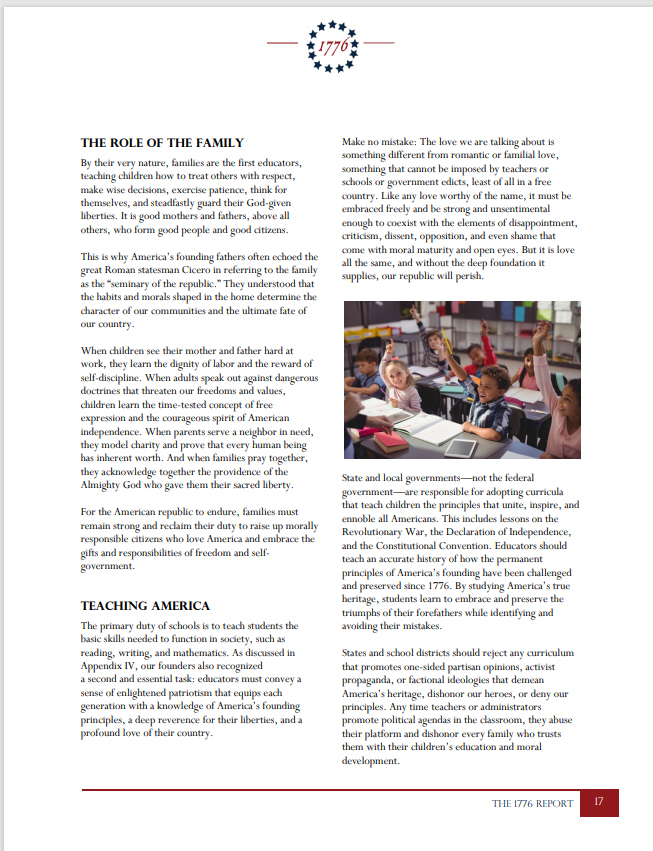 1776
THE ROLE OF THE FAMILY
By their very nature, families are the first educators,
teaching children how to treat others with respect,
make wise decisions, exercise patience, think for
themselves, and steadfastly guard their God-given
liberties. It is good mothers and fathers, above all
others, who form good people and good citizens.
This is why America's founding fathers often echoed the
great Roman statesman Cicero in referring to the family
as the “seminary of the republic.” They understood that
the habits and morals shaped in the home determine the
character of our communities and the ultimate fate of
our country.
When children see their mother and father hard at
work, they learn the dignity of labor and the reward of
self-discipline. When adults speak out against dangerous
doctrines that threaten our freedoms and values,
children learn the time-tested concept of free
expression and the courageous spirit of American
independence. When parents serve a neighbor in need,
they model charity and prove that every human being
has inherent worth. And when families pray together,
they acknowledge together the providence of the
Almighty God who gave them their sacred liberty.
For the American republic to endure, families must
remain strong and reclaim their duty to raise up morally
responsible citizens who love America and embrace the
gifts and responsibilities of freedom and self-
government.
TEACHING AMERICA
The primary duty of schools is to teach students the
basic skills needed to function in society, such as
reading, writing, and mathematics. As discussed in
Appendix IV, our founders also recognized
a second and essential task: educators must convey a
sense of enlightened patriotism that equips each
generation with a knowledge of America's founding
principles, a deep reverence for their liberties, and a
profound love of their country.
Make no mistake: The love we are talking about is
something different from romantic or familial love,
something that cannot be imposed by teachers or
schools or government edicts, least of all in a free
country. Like any love worthy of the name, it must be
embraced freely and be strong and unsentimental
enough to coexist with the elements of disappointment,
criticism, dissent, opposition, and even shame that
come with moral maturity and open eyes. But it is love
all the same, and without the deep foundation it
supplies, our republic will perish.
State and local governments—not the federal
government—are responsible for adopting curricula
that teach children the principles that unite, inspire, and
ennoble all Americans. This includes lessons on the
Revolutionary War, the Declaration of Independence,
and the Constitutional Convention. Educators should
teach an accurate history of how the permanent
principles of America's founding have been challenged
and preserved since 1776. By studying America's true
heritage, students learn to embrace and preserve the
triumphs of their forefathers while identifying and
avoiding their mistakes.
States and school districts should reject any curriculum
that promotes one-sided partisan opinions, activist
propaganda, or factional ideologies that demean
America's heritage, dishonor our heroes, or deny our
principles. Any time teachers or administrators
promote political agendas in the classroom, they abuse
their platform and dishonor every family who trusts
them with their children's education and moral
development.
THE 1776 REPORT 17